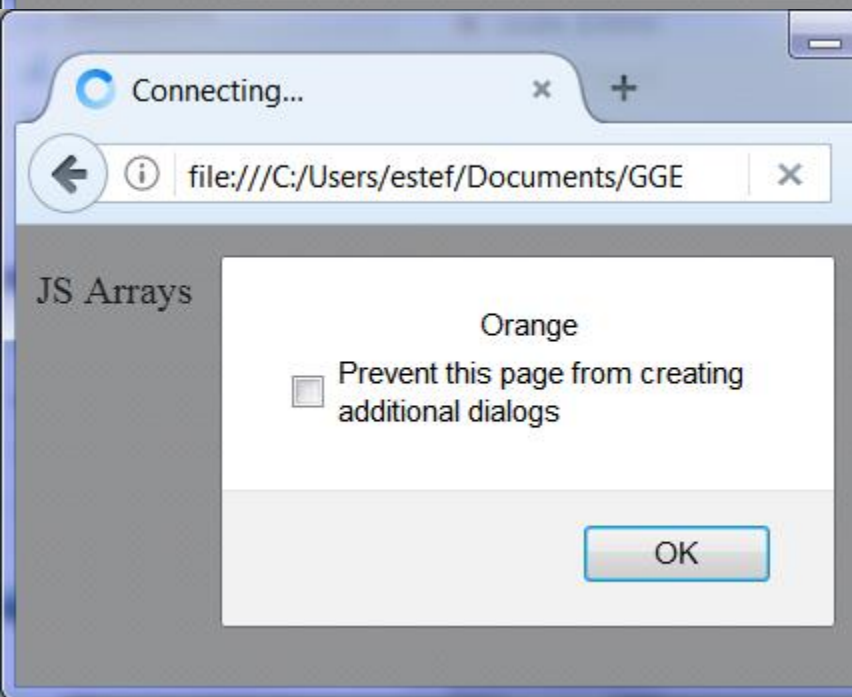 Connecting...
file:///C:/Users/estef/Documents/GGE
JS Arrays
Orange
Prevent this page from creating
additional dialogs
OK